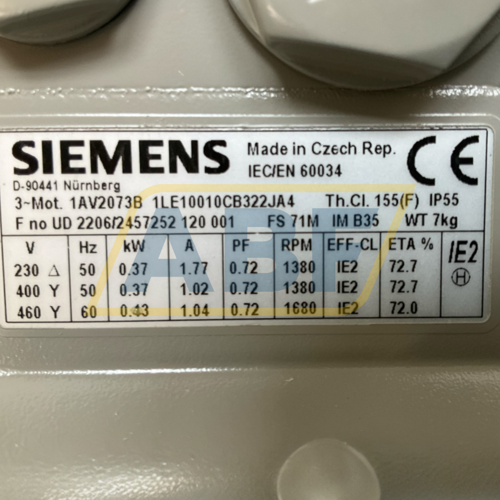 SIEMENS
Made in Czech Rep.
CE
D-90441 Nürnberg
IEC/EN 60034
3~Mot. 1AV2073B 1LE10010CB322JA4 Th.Cl. 155(F) IP55
F no UD 2206/2457252 120 001 FS 71M IM B35 WT 7kg
V Hz kW A PF RPM EFF-CL ETA % IE2
230 Δ 50 0.37 1.77 0.72 1380 IE2 72.7 H
400 Y 50 0.37 1.02 0.72 1380 IE2 72.7
460 Y 60 0.43 1.04 0.72 1680 IE2 72.0
ABF